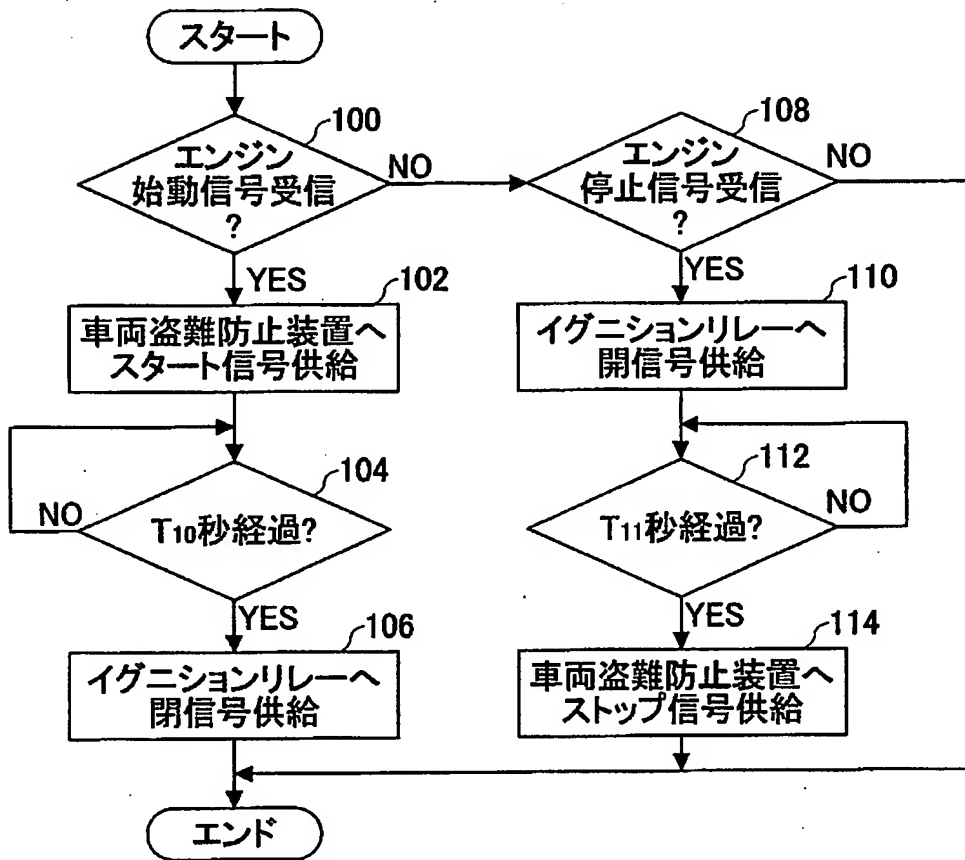 スタート
100
エンジン
始動信号受信
?
NO
YES
102
車両盗難防止装置へ
スタート信号供給
104
T10秒経過?
NO
YES
106
イグニションリレーへ
閉信号供給
エンド
108
エンジン
停止信号受信
?
NO
YES
110
イグニションリレーへ
開信号供給
112
T11秒経過?
NO
YES
114
車両盗難防止装置へ
ストップ信号供給